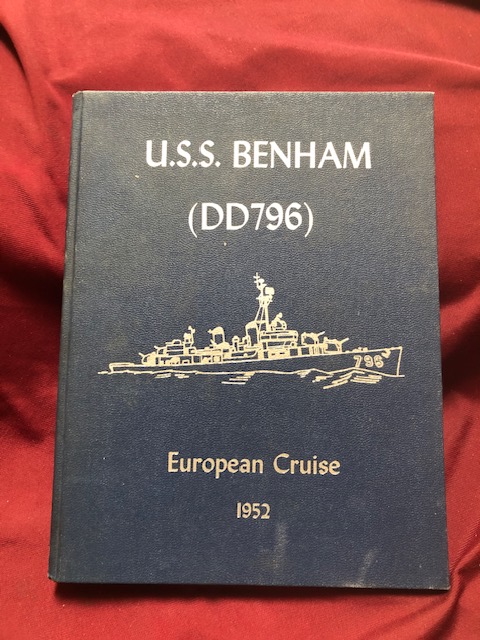 U.S.S. BENHAM
(DD796)
796
European Cruise
1952